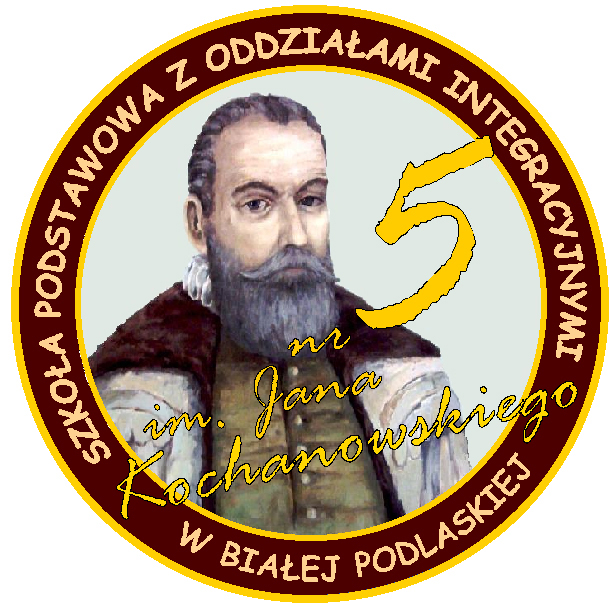 SZKOŁA PODSTAWOWA Z ODDZIAŁAMI INTEGRACYJNYMI
nr 5
im. Jana
Kochanowskiego
W BIAŁEJ PODLASKIEJ